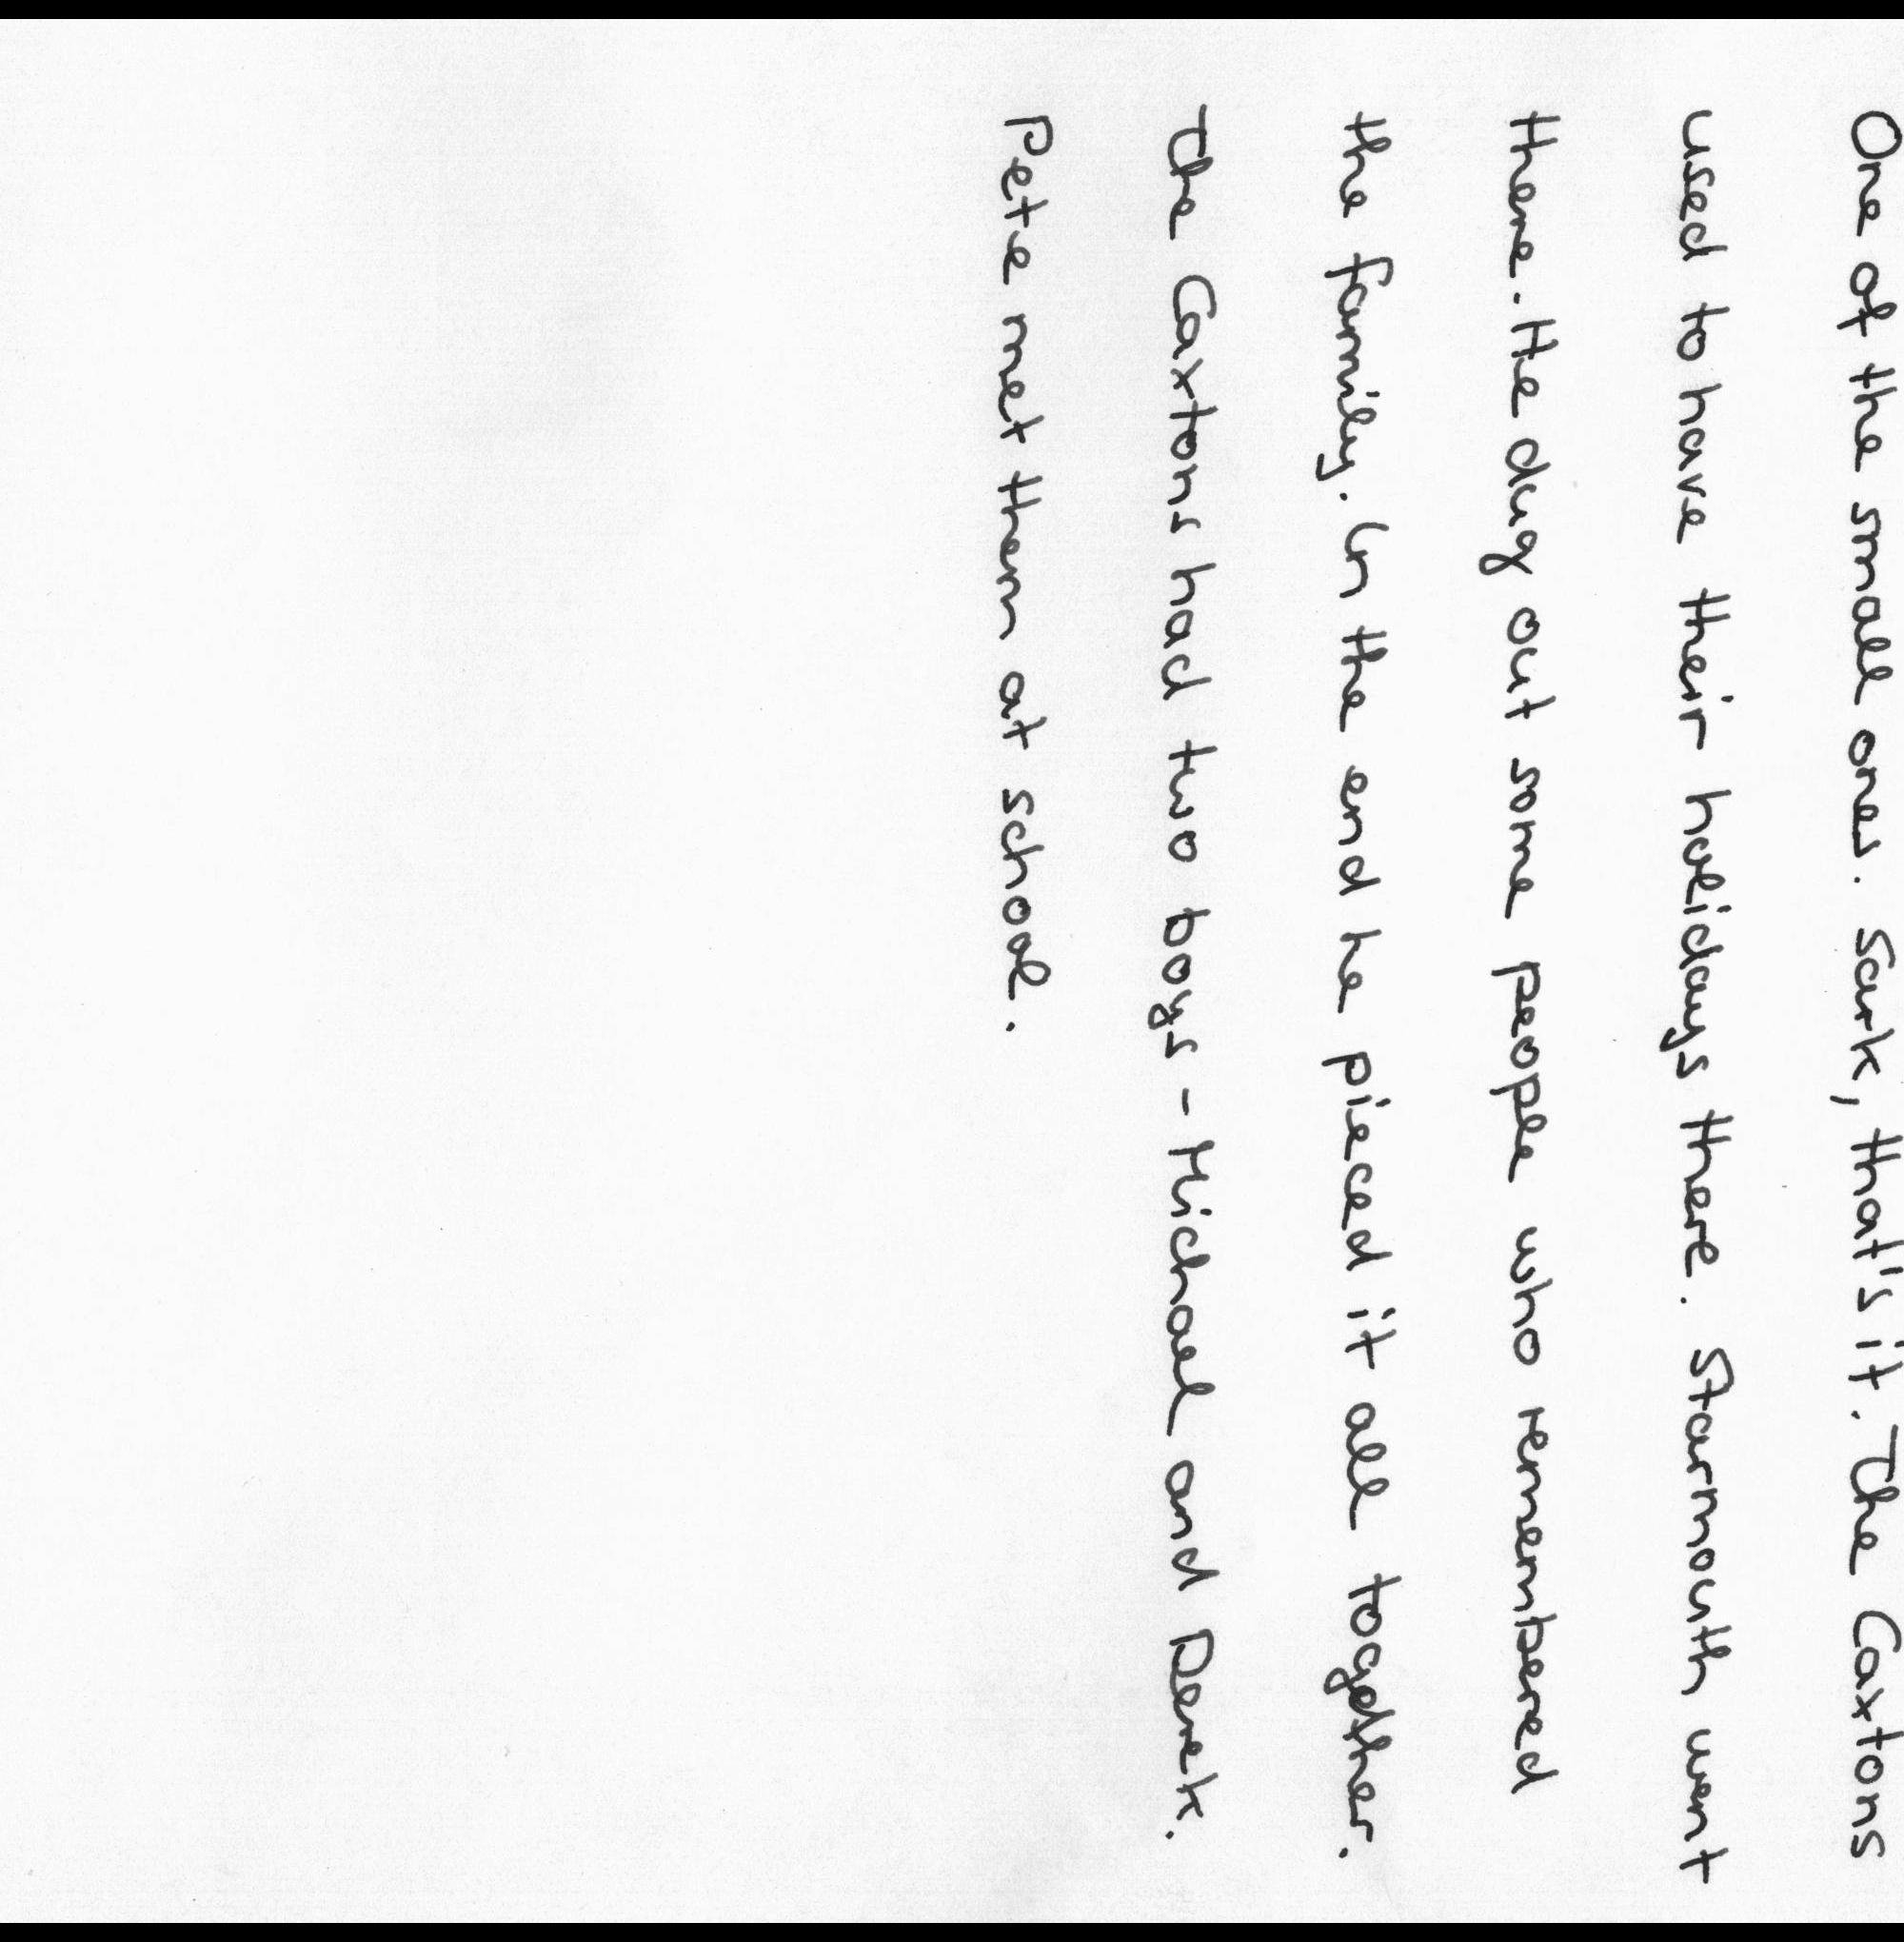 One of the small ones. Sark, that's it. The Caxtons
used to have their holidays there. Starmouth went
there. He dug out some people who remembered
the family. In the end he pieced it all together.
The Caxtons had two boys - Michael and Derek.
Pete met them at school.